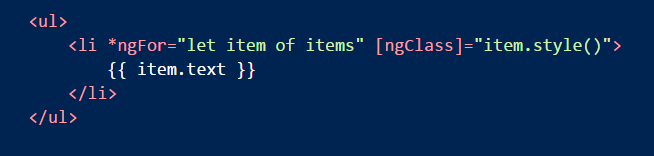 <ul>
<li *ngFor="let item of items" [ngClass]="item.style()">
{{ item.text }}
</li>
</ul>